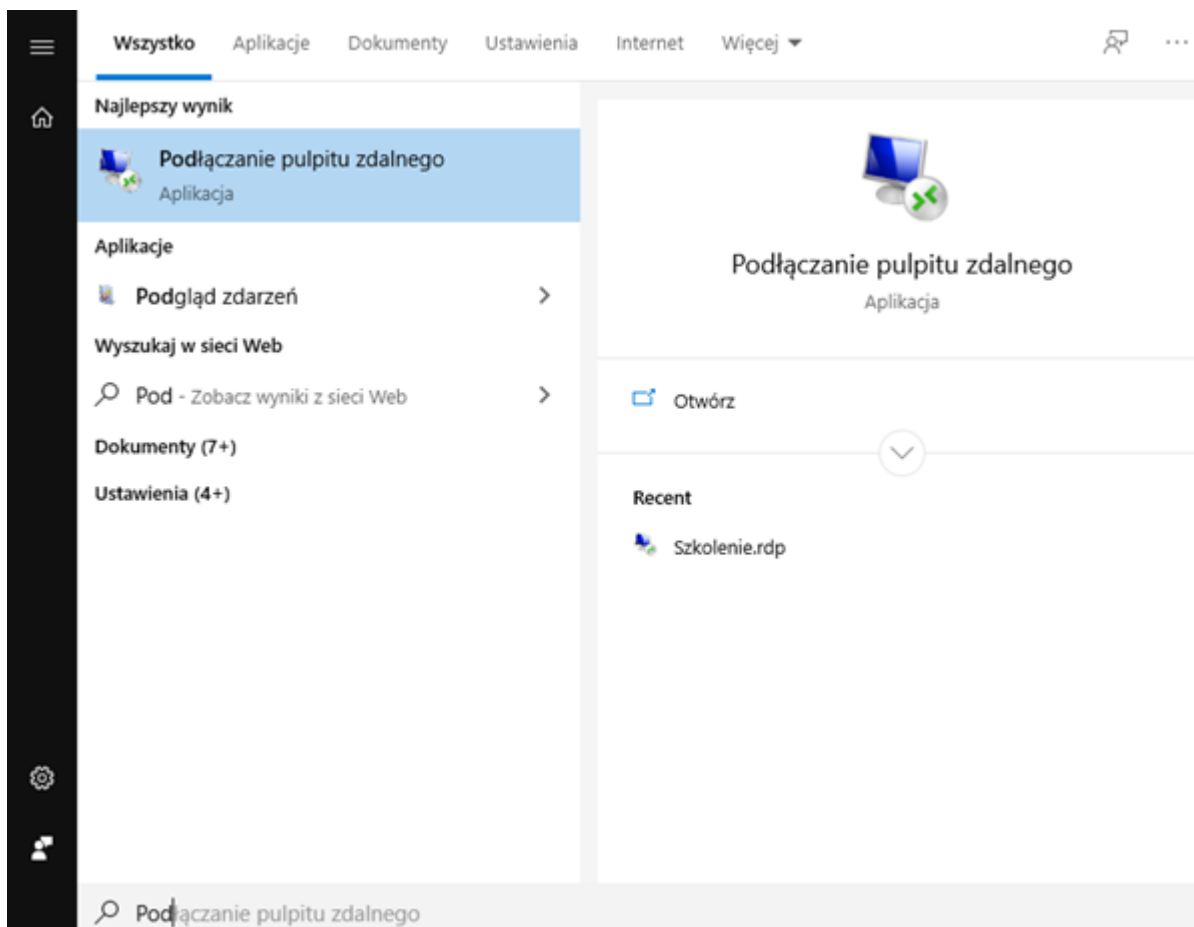 Wszystko Aplikacje Dokumenty Ustawienia Internet Więcej
Najlepszy wynik
Podłączanie pulpitu zdalnego
Aplikacja
Aplikacje
Podgląd zdarzeń
Wyszukaj w sieci Web
Pod - Zobacz wyniki z sieci Web
Dokumenty (7+)
Ustawienia (4+)
Podłączanie pulpitu zdalnego
Aplikacja
Otwórz
Recent
Szkolenie.rdp
Podłączanie pulpitu zdalnego